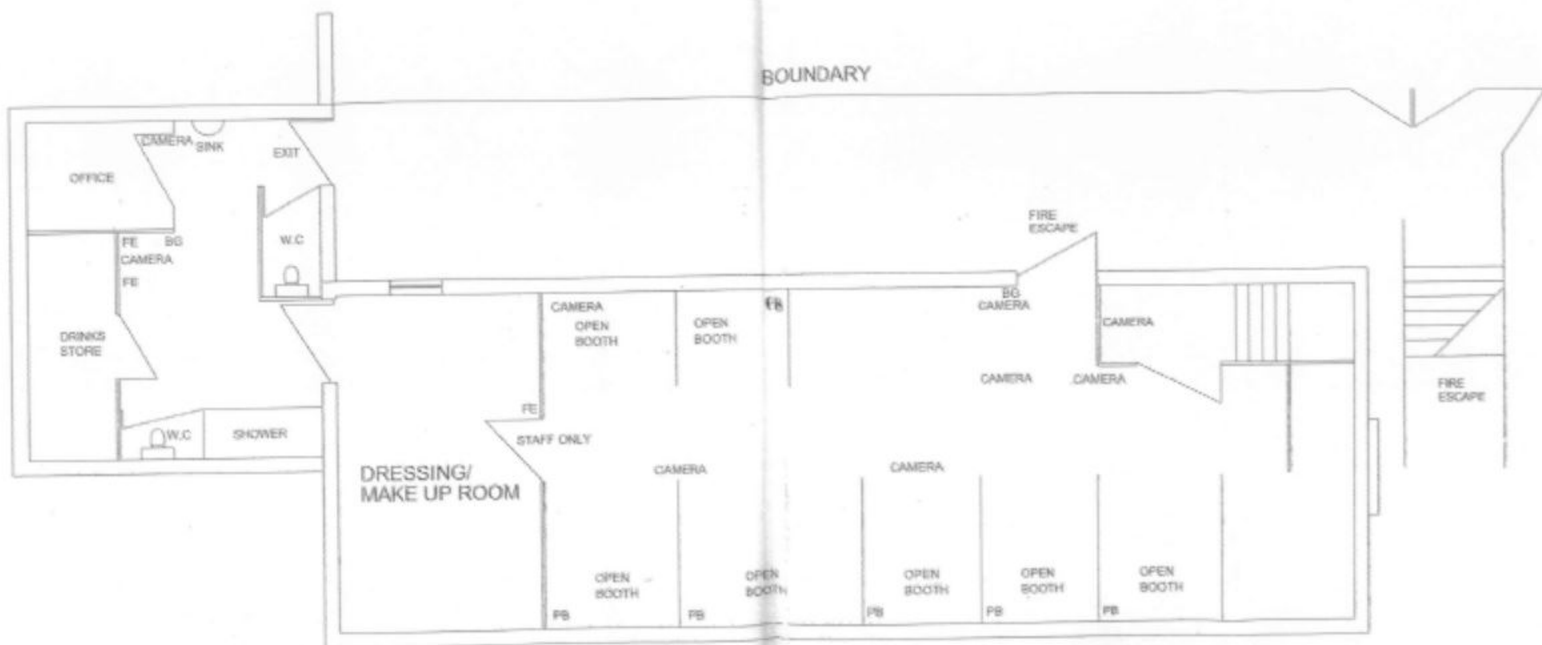 BOUNDARY
CAMERA
SINK
EXIT
OFFICE
W.C
FE
BG
CAMERA
FE
DRINKS
STORE
W.C
SHOWER
FIRE
ESCAPE
CAMERA
OPEN
BOOTH
OPEN
BOOTH
BG
CAMERA
CAMERA
CAMERA
CAMERA
FIRE
ESCAPE
FE
STAFF ONLY
DRESSING/
MAKE UP ROOM
CAMERA
CAMERA
OPEN
BOOTH
PB
OPEN
BOOTH
PB
OPEN
BOOTH
PB
OPEN
BOOTH
PB
OPEN
BOOTH
PB